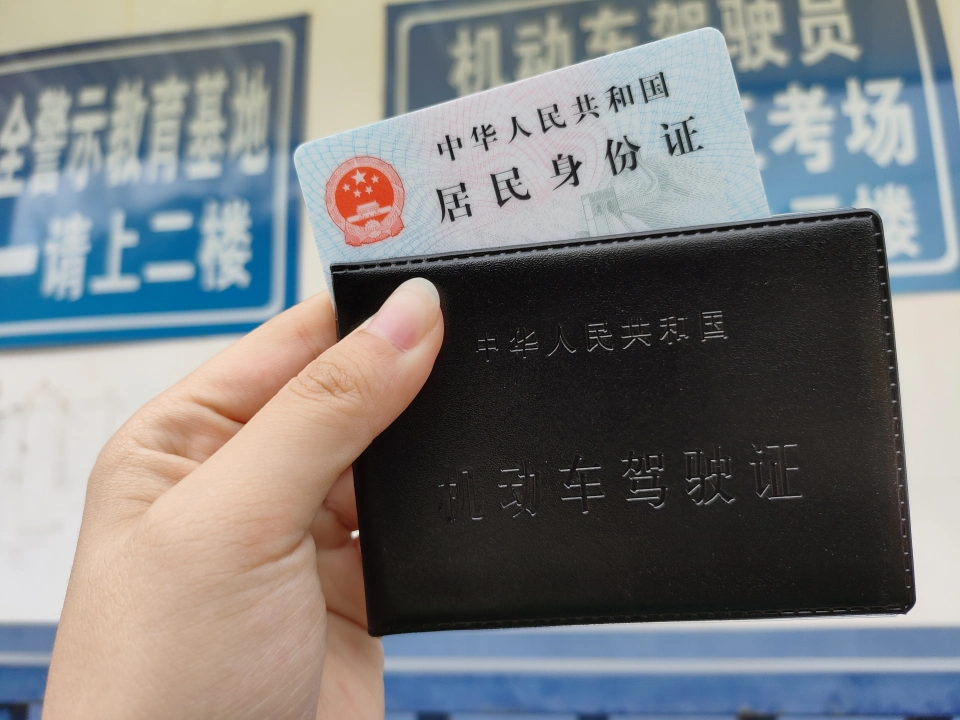 全警示教育基地
一请上二楼
机动车驾驶员
考场
二楼
中华人民共和国
居民身份证
中华人民共和国
机动车驾驶证